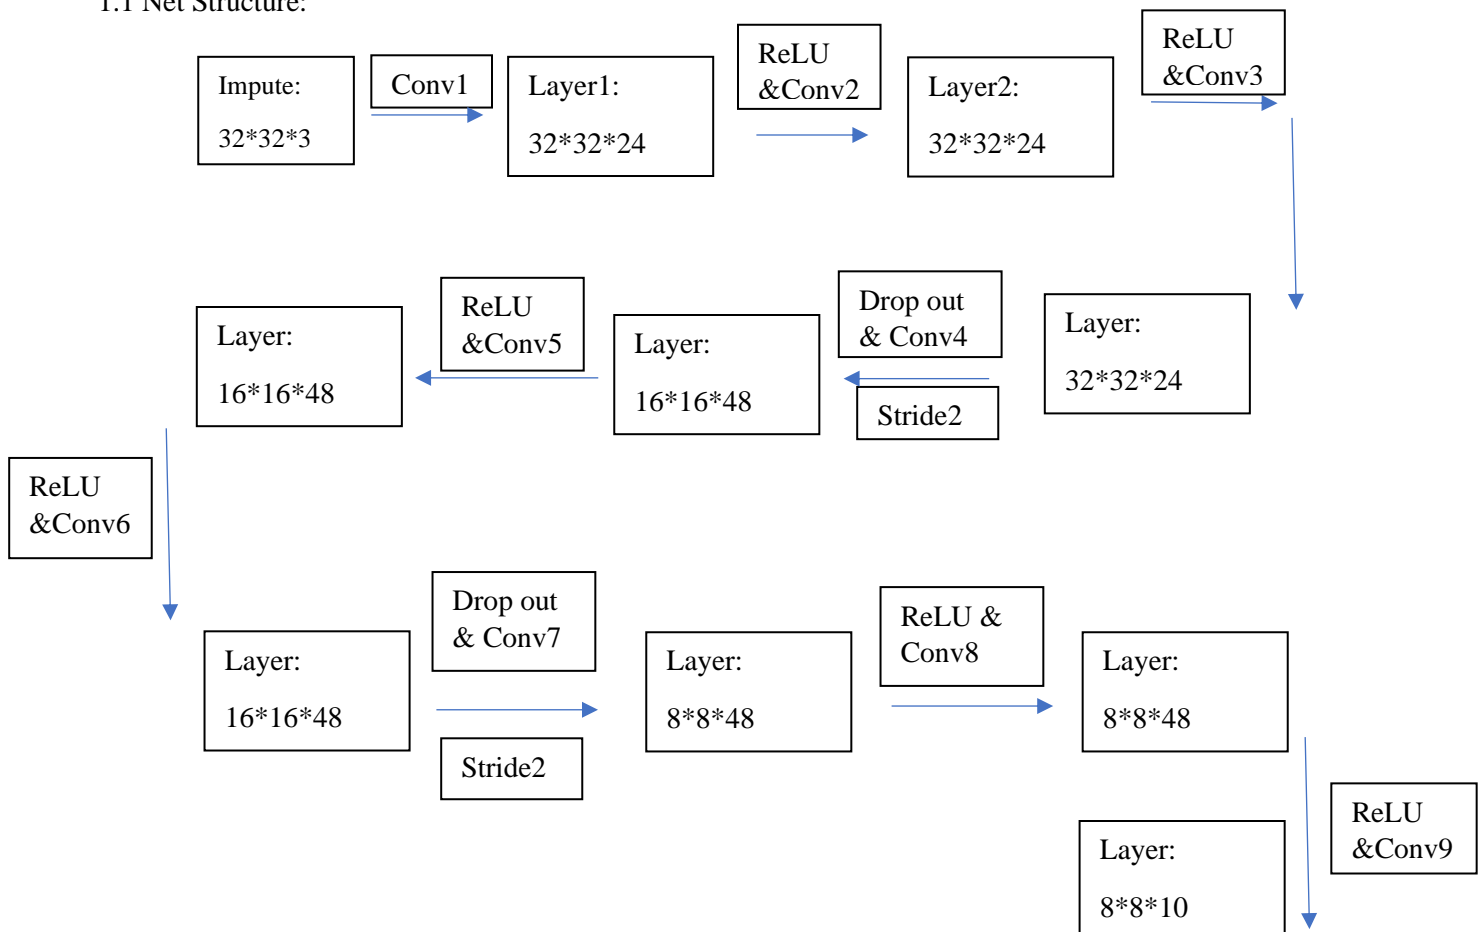 1.1 Net Structure:
Impute:
32*32*3
Conv1
Layer1:
32*32*24
ReLU
&Conv2
Layer2:
32*32*24
ReLU
&Conv3
Layer:
32*32*24
Drop out
& Conv4
Stride2
Layer:
16*16*48
ReLU
&Conv5
Layer:
16*16*48
ReLU
&Conv6
Layer:
16*16*48
Drop out
& Conv7
Stride2
Layer:
8*8*48
ReLU &
Conv8
Layer:
8*8*48
ReLU
&Conv9
Layer:
8*8*10